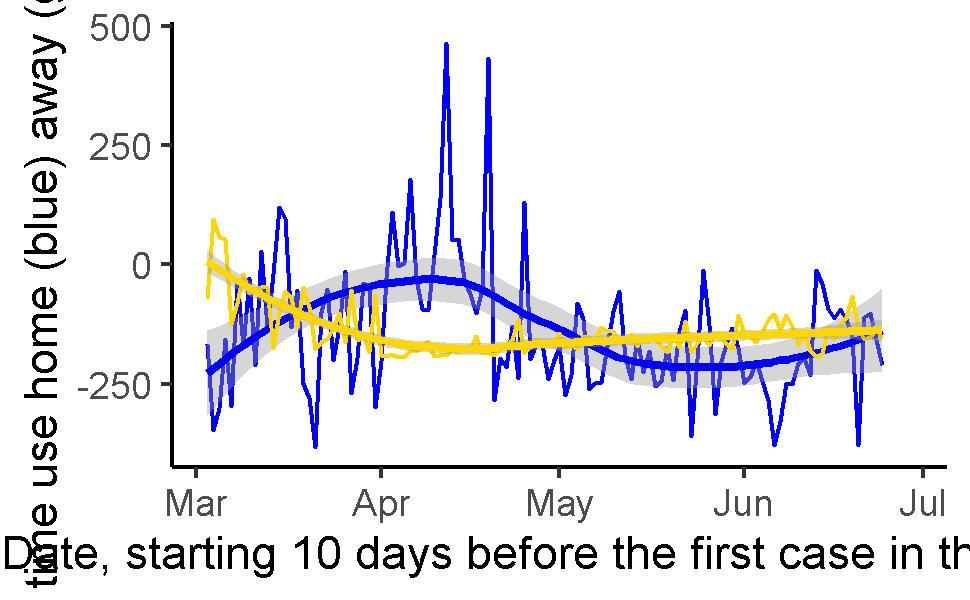 time use home (blue) away (
500
250
0
-250
Mar Apr May Jun Jul
Date, starting 10 days before the first case in th